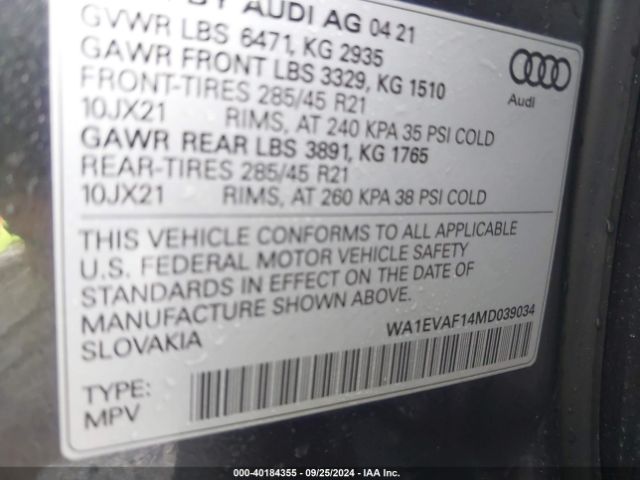 BY AUDI AG 04 21
GVWR LBS 6471, KG 2935
GAWR FRONT LBS 3329, KG 1510
FRONT-TIRES 285/45 R21
10JX21 RIMS, AT 240 KPA 35 PSI COLD
GAWR REAR LBS 3891, KG 1765
REAR-TIRES 285/45 R21
10JX21 RIMS, AT 260 KPA 38 PSI COLD
Audi
THIS VEHICLE CONFORMS TO ALL APPLICABLE
U.S. FEDERAL MOTOR VEHICLE SAFETY
STANDARDS IN EFFECT ON THE DATE OF
MANUFACTURE SHOWN ABOVE.
SLOVAKIA
WA1EVAF14MD039034
TYPE:
MPV
000-40184355 - 09/25/2024 - IAA Inc.